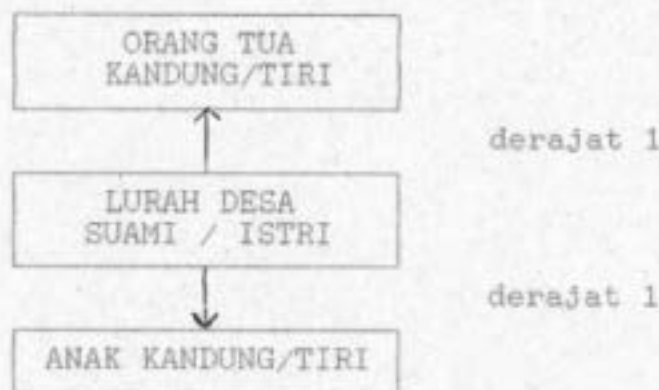 ORANG TUA
KANDUNG/TIRI
derajat 1
LURAH DESA
SUAMI / ISTRI
derajat 1
ANAK KANDUNG/TIRI